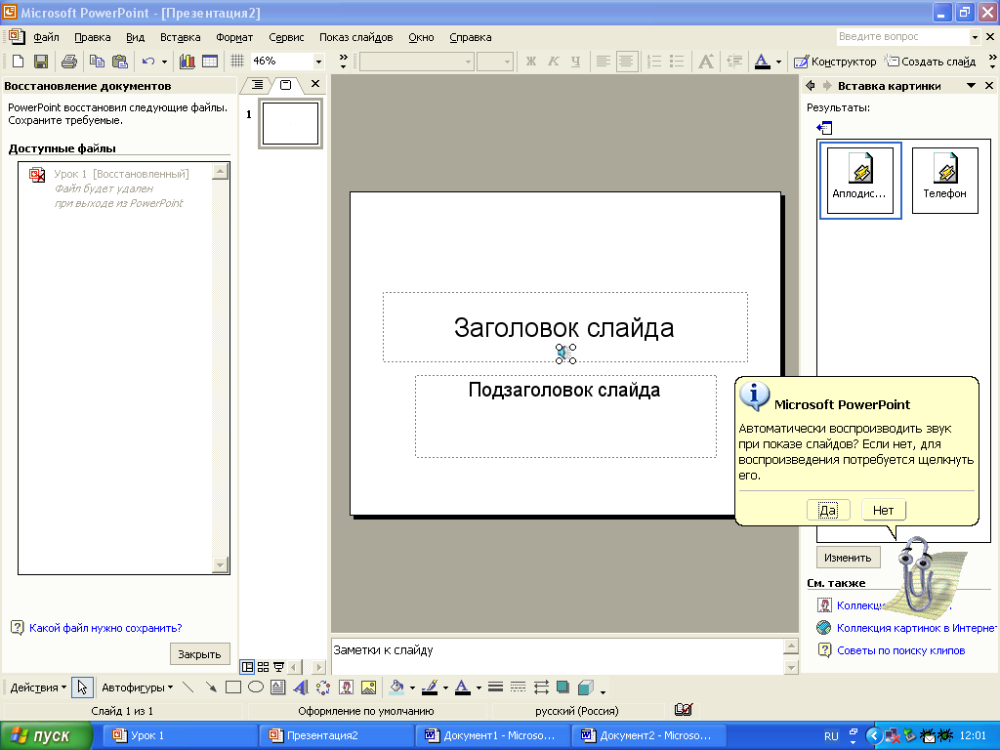 Microsoft PowerPoint - [Презентация2]
Файл Правка Вид Вставка Формат Сервис Показ слайдов Окно Справка
Введите вопрос
46%
Ж К Ч
Конструктор Создать слайд
Восстановление документов
PowerPoint восстановил следующие файлы.
Сохраните требуемые.
Доступные файлы
Урок 1 [Восстановленный]
Файл будет удален
при выходе из PowerPoint
Какой файл нужно сохранить?
Закрыть
1
Заголовок слайда
Подзаголовок слайда
Заметки к слайду
Вставка картинки
Результаты:
Аплодис...
Телефон
Microsoft PowerPoint
Автоматически воспроизводить звук
при показе слайдов? Если нет, для
воспроизведения потребуется щелкнуть
его.
Да Нет
Изменить
См. также
Коллекц
Коллекция картинок в Интерне
Советы по поиску клипов
Действия Автофигуры
Слайд 1 из 1 Оформление по умолчанию русский (Россия)
пуск Урок 1 Презентация2 Документ1 - Microso... Документ2 - Microso... RU 12:01